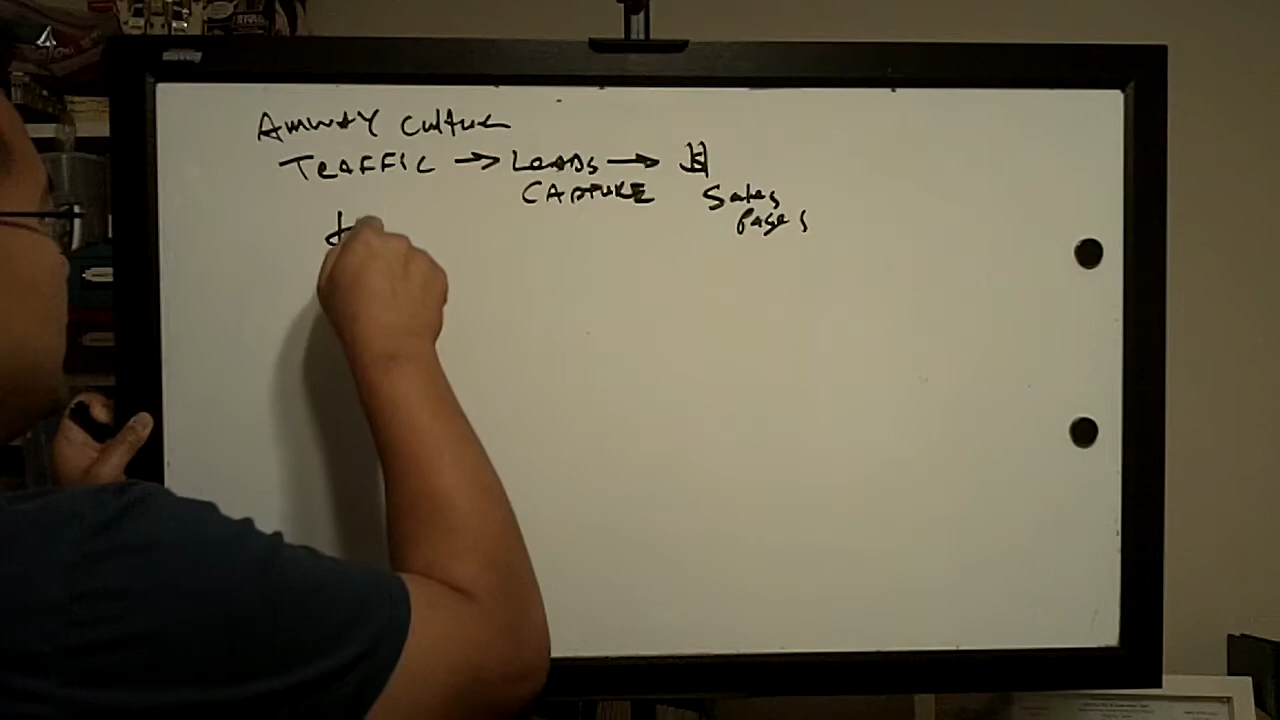 Amway Culture
TRAFFIC → LEADS →
CAPTURE Sales
Pages